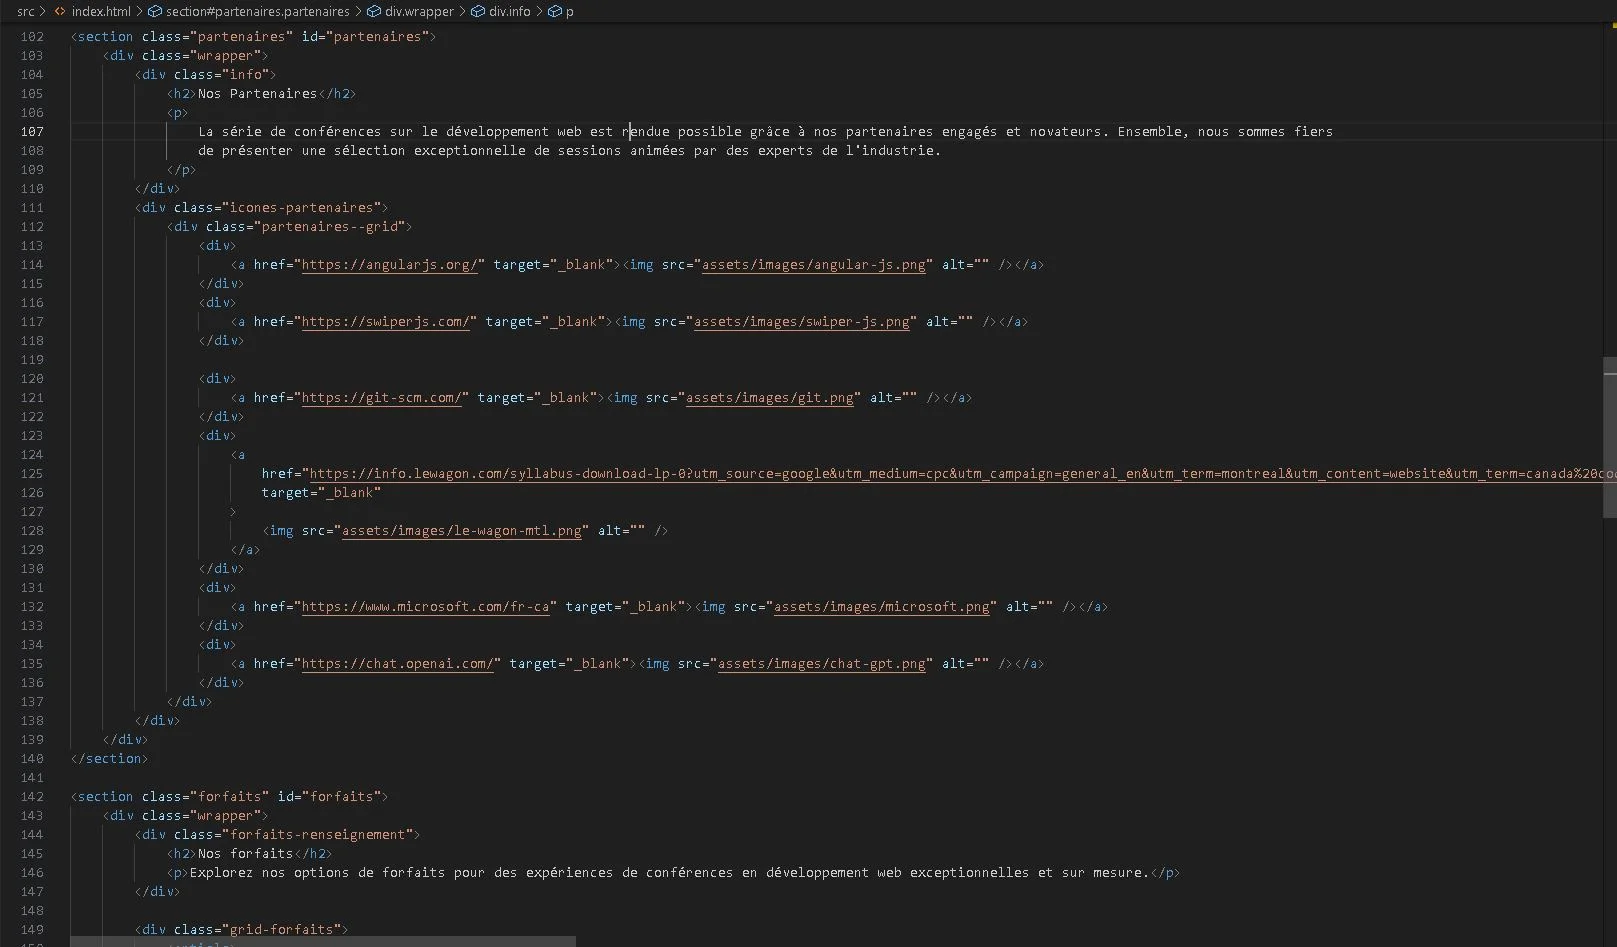 src > index.html > section#partenaires.partenaires > div.wrapper > div.info > p
102 <section class="partenaires" id="partenaires">
103 <div class="wrapper">
104 <div class="info">
105 <h2>Nos Partenaires</h2>
106 <p>
107 La série de conférences sur le développement web est rendue possible grâce à nos partenaires engagés et novateurs. Ensemble, nous sommes fiers
108 de présenter une sélection exceptionnelle de sessions animées par des experts de l'industrie.
109 </p>
110 </div>
111 <div class="icones-partenaires">
112 <div class="partenaires--grid">
113 <div>
114 <a href="https://angularjs.org/" target="_blank"><img src="assets/images/angular-js.png" alt="" /></a>
115 </div>
116 <div>
117 <a href="https://swiperjs.com/" target="_blank"><img src="assets/images/swiper-js.png" alt="" /></a>
118 </div>
119
120 <div>
121 <a href="https://git-scm.com/" target="_blank"><img src="assets/images/git.png" alt="" /></a>
122 </div>
123 <div>
124 <a
125 href="https://info.lewagon.com/syllabus-download-lp-0?utm_source=google&utm_medium=cpc&utm_campaign=general_en&utm_term=montreal&utm_content=website&utm_term=canada%20co
126 target="_blank"
127 >
128 <img src="assets/images/le-wagon-mtl.png" alt="" />
129 </a>
130 </div>
131 <div>
132 <a href="https://www.microsoft.com/fr-ca" target="_blank"><img src="assets/images/microsoft.png" alt="" /></a>
133 </div>
134 <div>
135 <a href="https://chat.openai.com/" target="_blank"><img src="assets/images/chat-gpt.png" alt="" /></a>
136 </div>
137 </div>
138 </div>
139 </div>
140 </section>
141
142 <section class="forfaits" id="forfaits">
143 <div class="wrapper">
144 <div class="forfaits-renseignement">
145 <h2>Nos forfaits</h2>
146 <p>Explorez nos options de forfaits pour des expériences de conférences en développement web exceptionnelles et sur mesure.</p>
147 </div>
148
149 <div class="grid-forfaits">